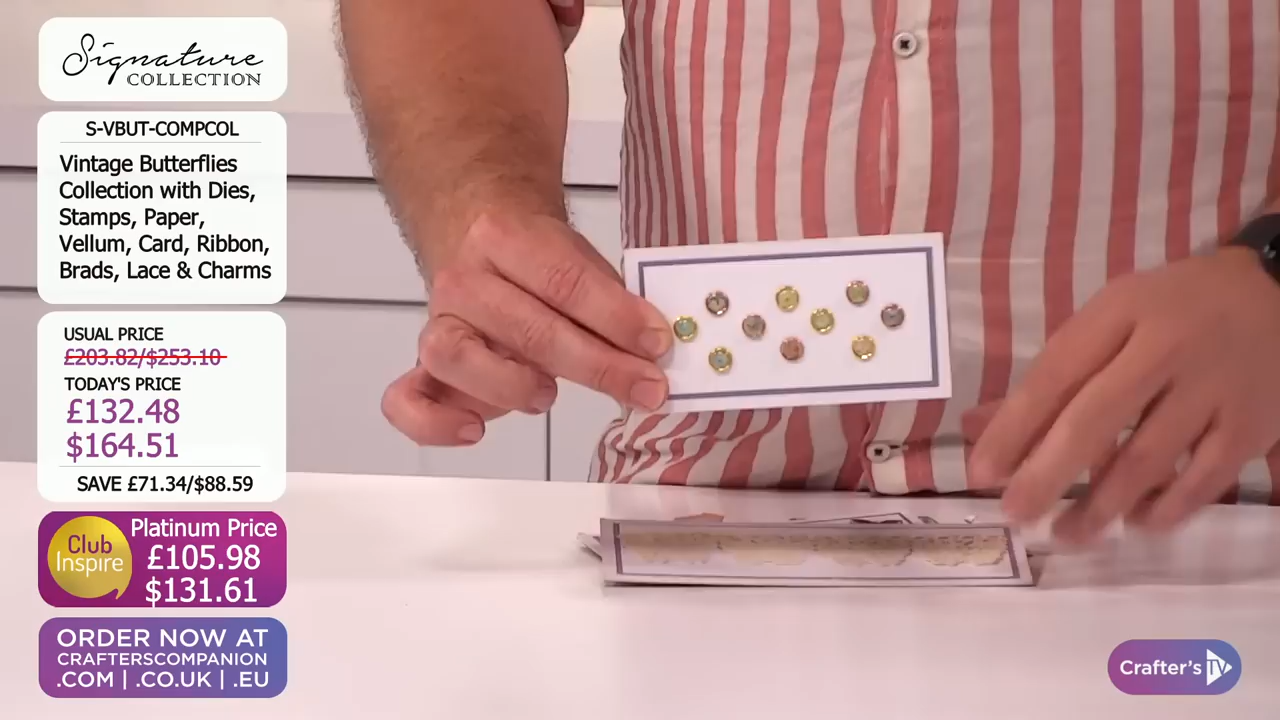 Signature
COLLECTION
S-VBUT-COMPCOL
Vintage Butterflies
Collection with Dies,
Stamps, Paper,
Vellum, Card, Ribbon,
Brads, Lace & Charms
USUAL PRICE
£203.82/$253.10
TODAY'S PRICE
£132.48
$164.51
SAVE £71.34/$88.59
Club
Inspire
Platinum Price
£105.98
$131.61
ORDER NOW AT
CRAFTERSCOMPANION
.COM | .CO.UK | .EU
Crafter's TV